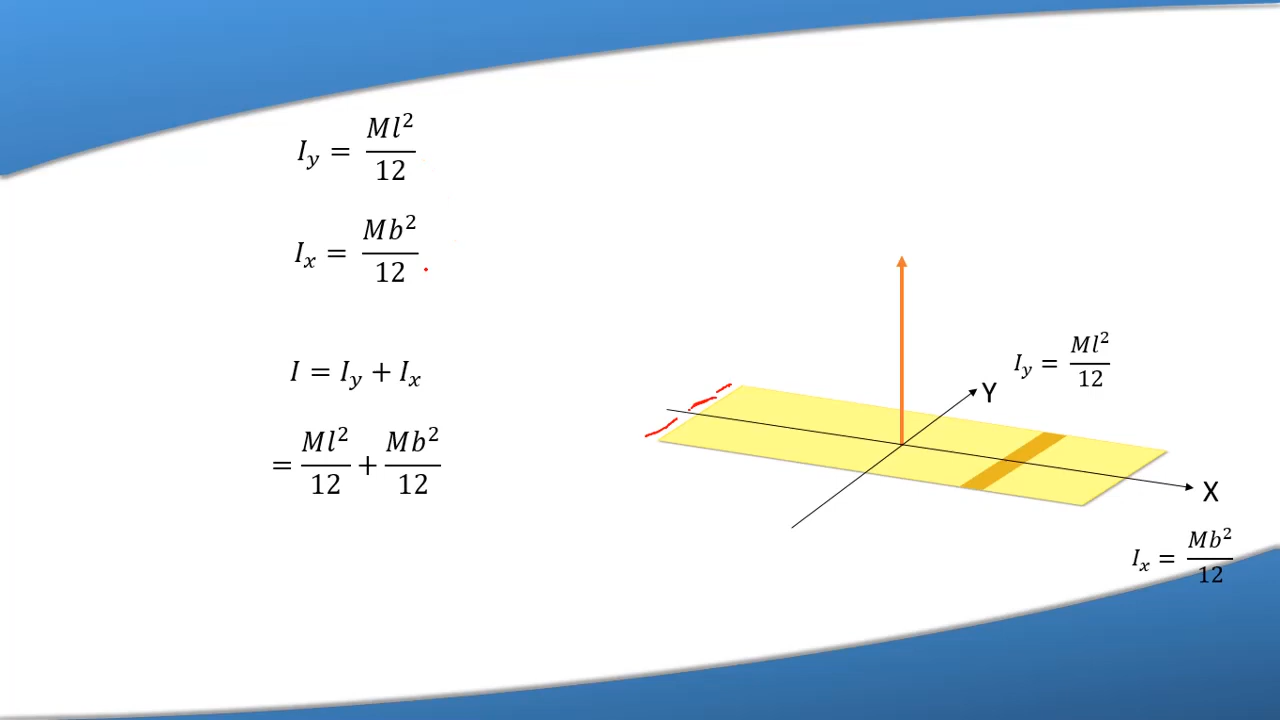 I_y = Ml²/12
I_x = Mb²/12
I = I_y + I_x
= Ml²/12 + Mb²/12
I_y = Ml²/12
Y
X
I_x = Mb²/12